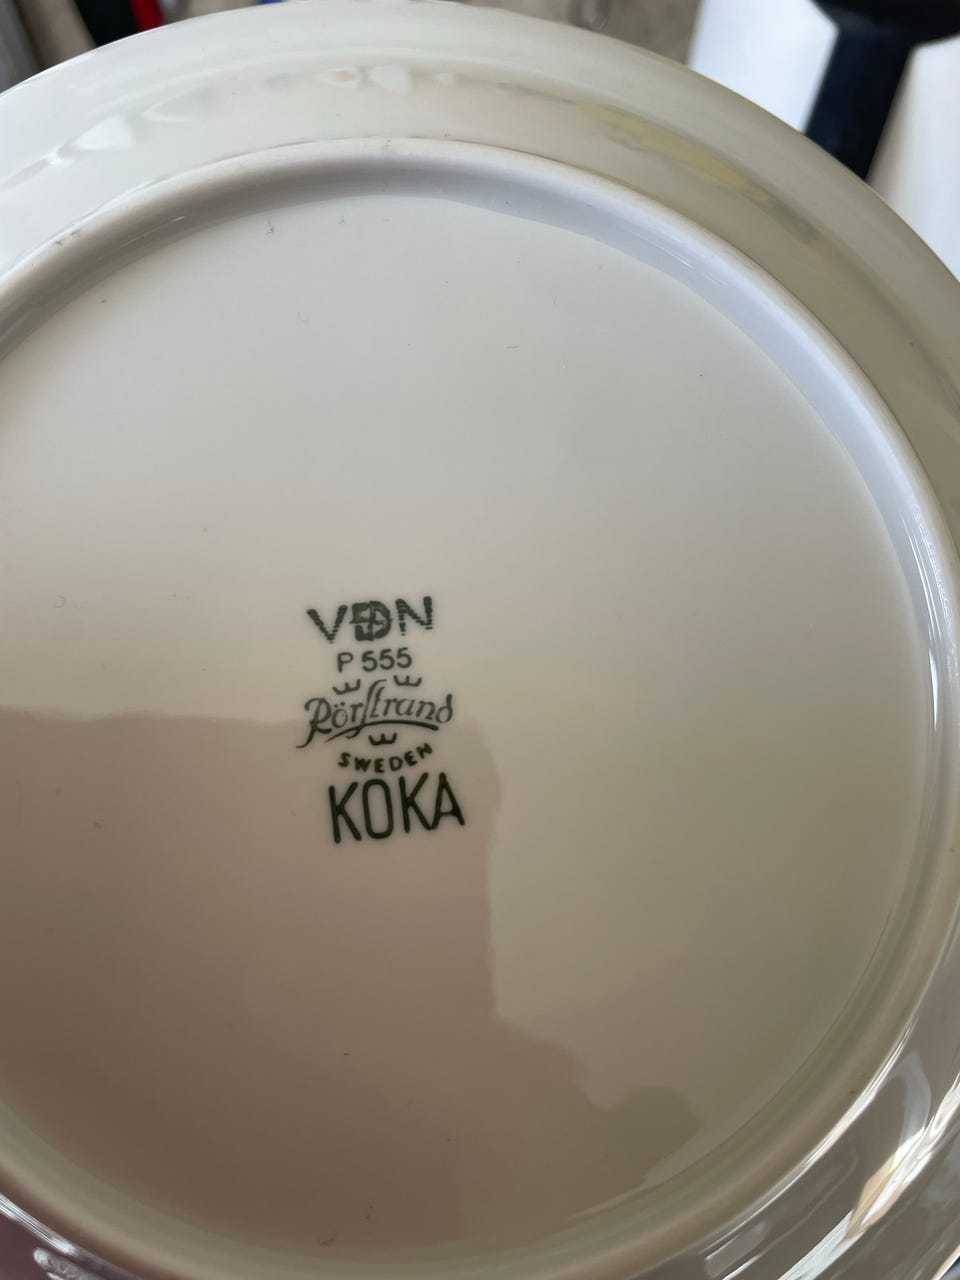 VDN
P 555
Rörstrand
SWEDEN
KOKA